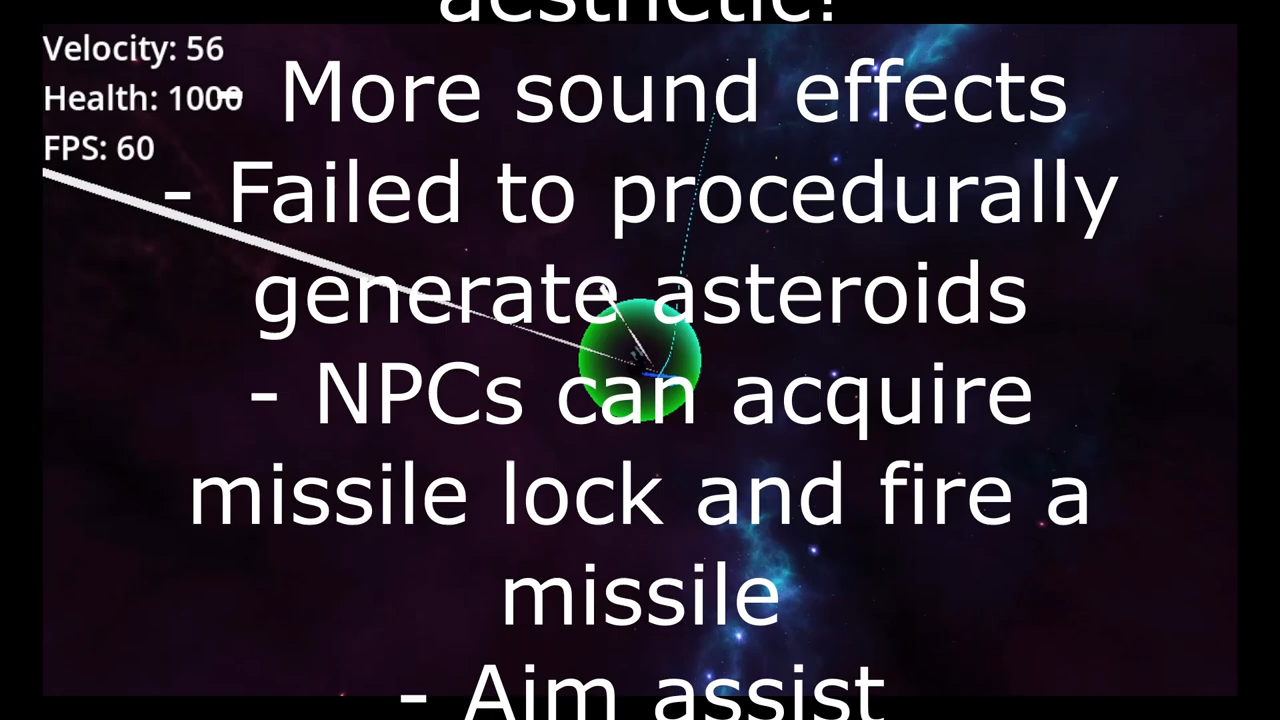 aesthetic!
Velocity: 56
Health: 1000
FPS: 60
- More sound effects
- Failed to procedurally
generate asteroids
- NPCs can acquire
missile lock and fire a
missile
- Aim assist